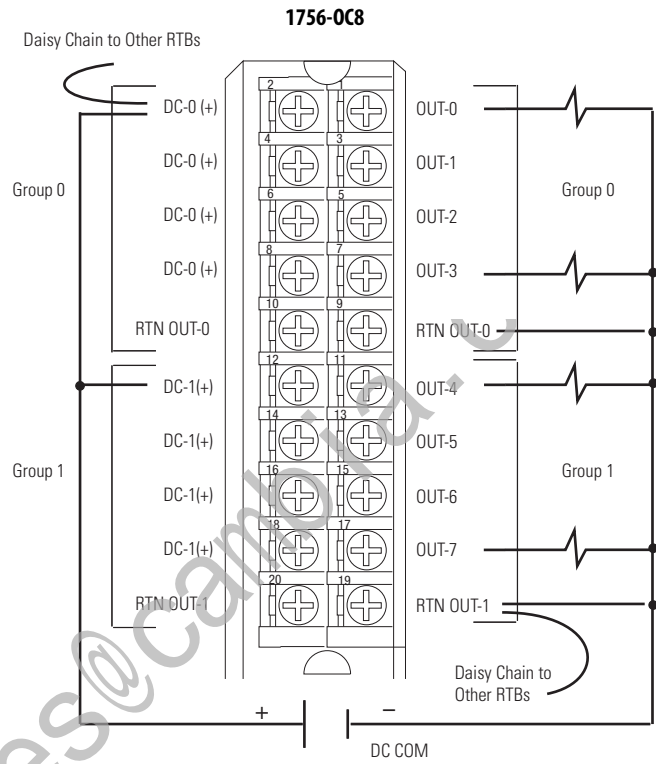 1756-OC8
Daisy Chain to Other RTBs
2 1
DC-0 (+) OUT-0
4 3
DC-0 (+) OUT-1
Group 0 Group 0
6 5
DC-0 (+) OUT-2
8 7
DC-0 (+) OUT-3
10 9
RTN OUT-0 RTN OUT-0
12 11
DC-1(+) OUT-4
14 13
DC-1(+) OUT-5
Group 1 Group 1
16 15
DC-1(+) OUT-6
18 17
DC-1(+) OUT-7
20 19
RTN OUT-1 RTN OUT-1
Daisy Chain to
Other RTBs
+ –
DC COM
es@cambia.